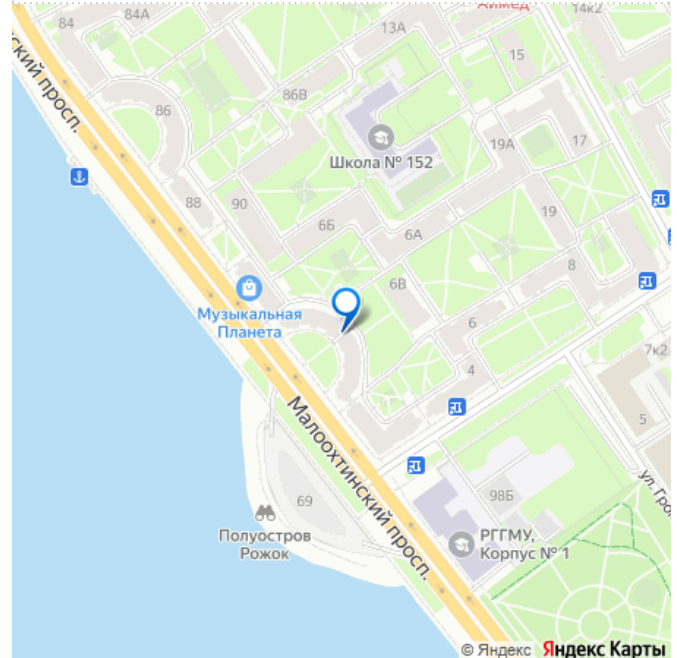 Аймед
14к2
84
84А
13А
ский просп.
15
86
86В
Школа № 152
19А
17
88
90
6Б
6А
19
8
6В
Музыкальная
Планета
6
7к2
4
5
Малоохтинский просп.
69
98Б
ул. Гро
Полуостров
Рожок
РГГМУ,
Корпус № 1
© Яндекс Яндекс Карты